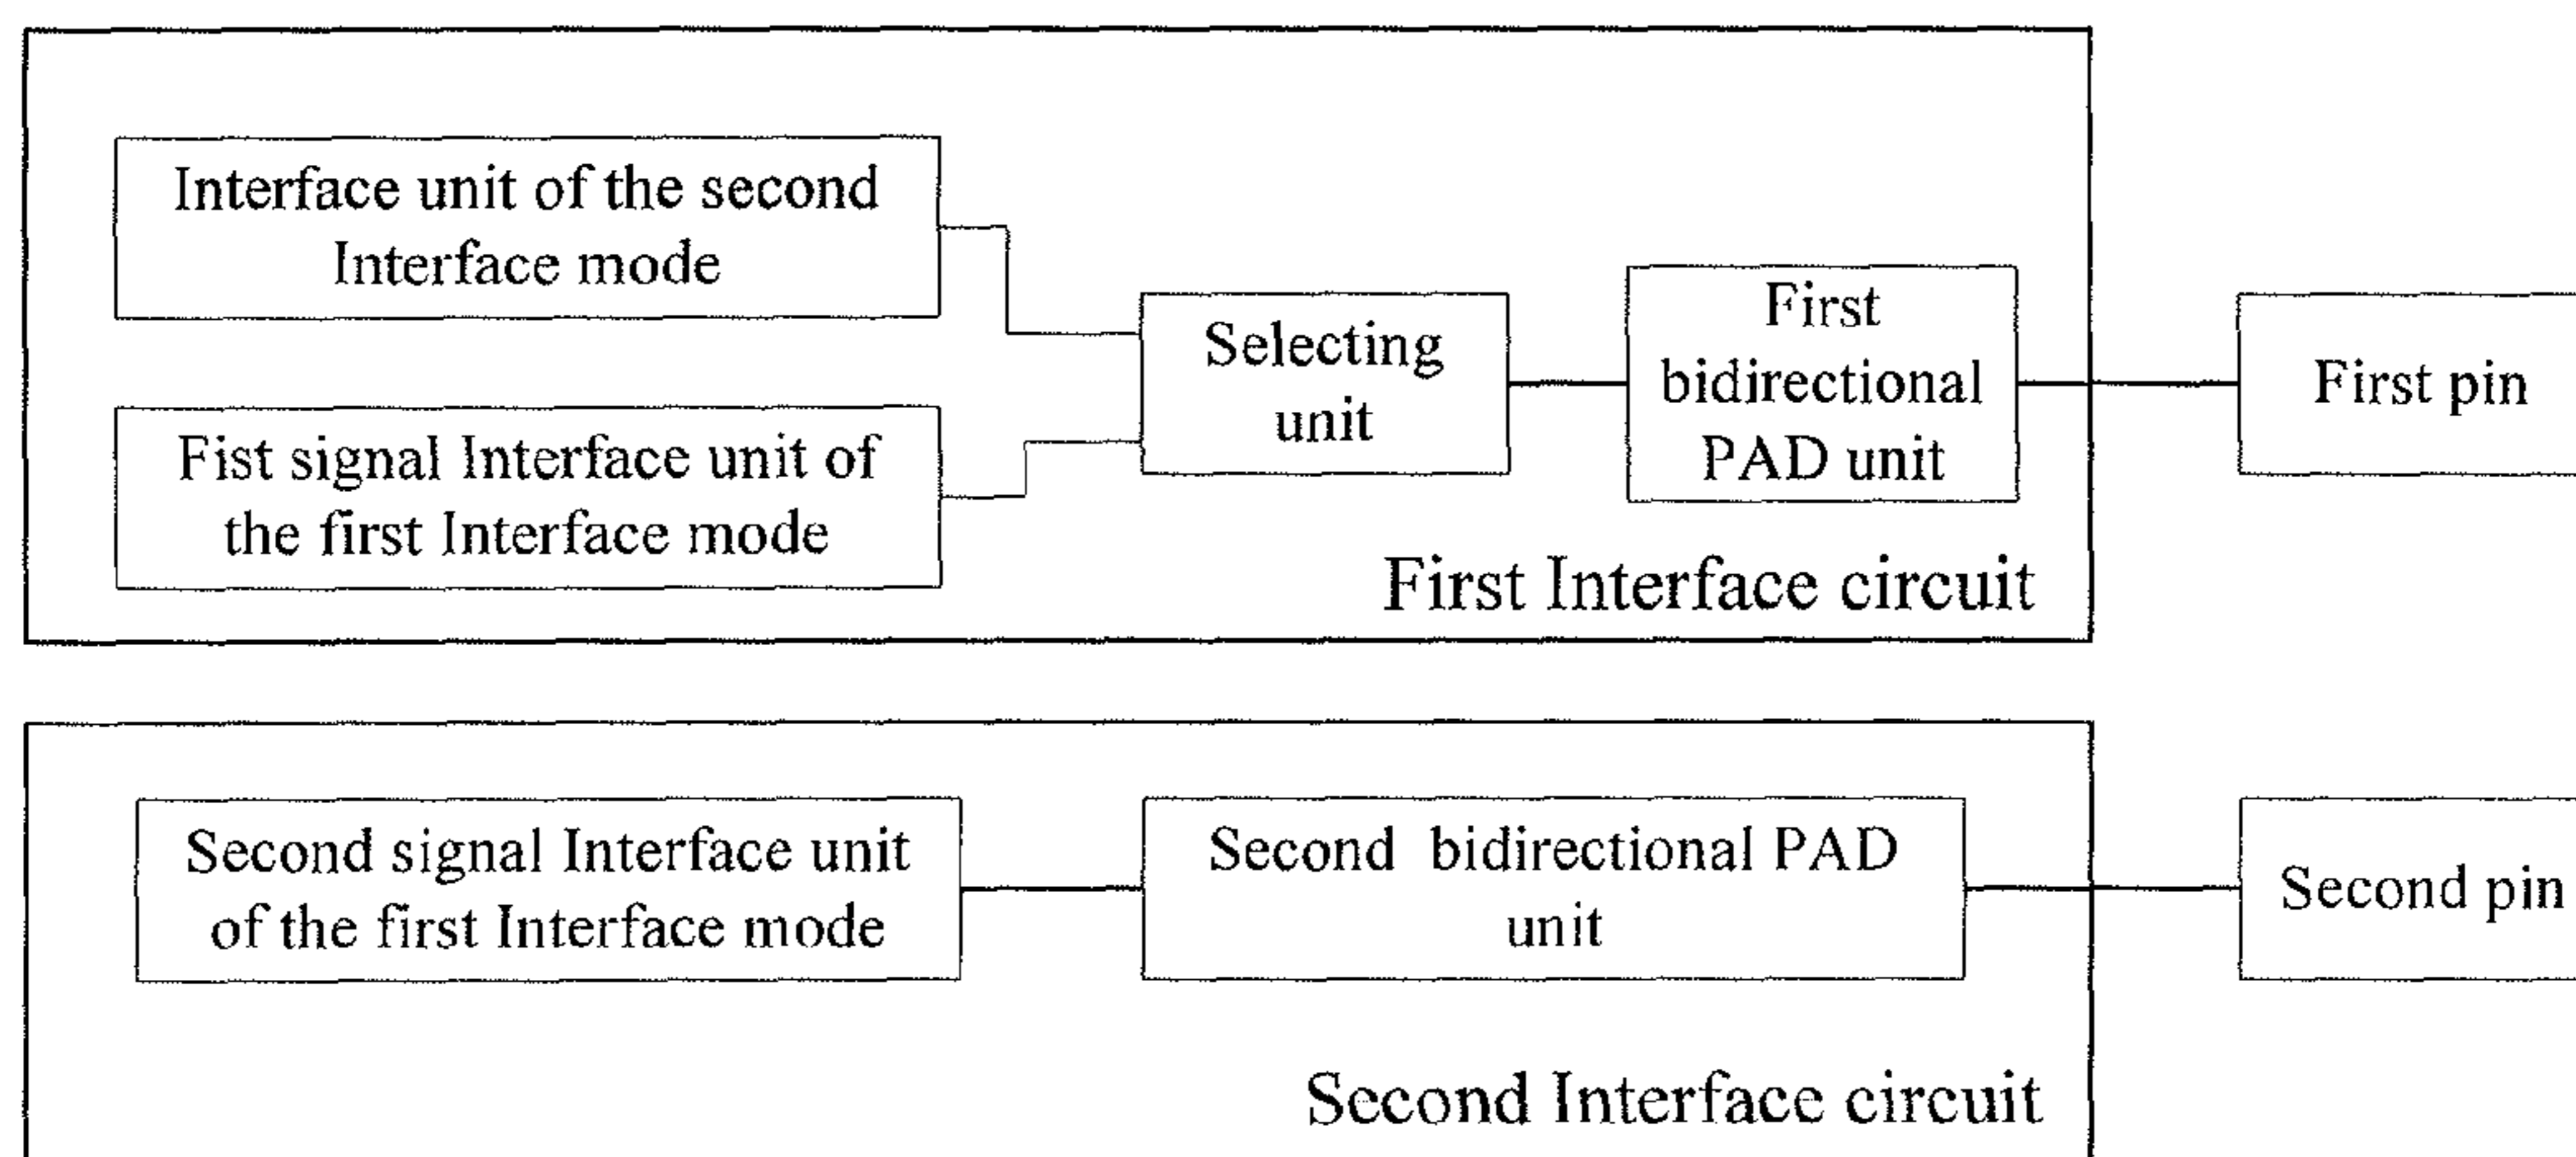 Interface unit of the second
Interface mode
Fist signal Interface unit of
the first Interface mode
Selecting
unit
First
bidirectional
PAD unit
First pin
First Interface circuit
Second signal Interface unit
of the first Interface mode
Second bidirectional PAD
unit
Second pin
Second Interface circuit